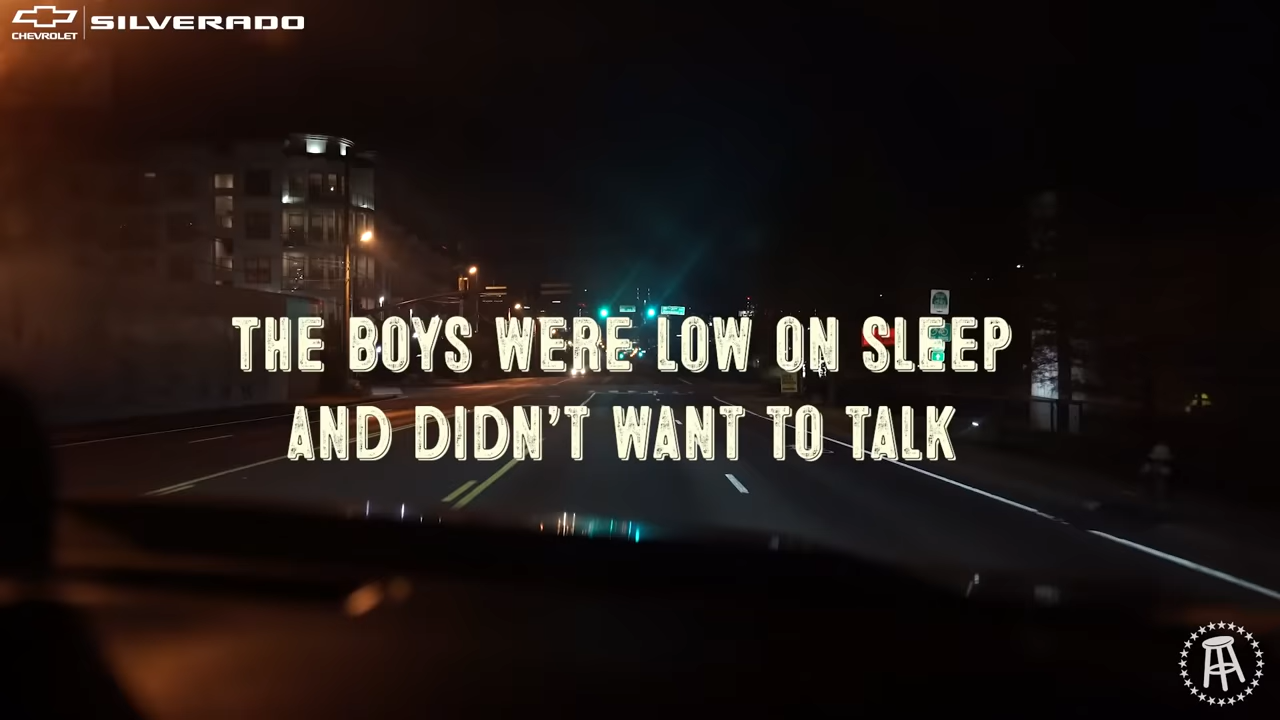 CHEVROLET
SILVERADO
THE BOYS WERE LOW ON SLEEP
AND DIDN'T WANT TO TALK